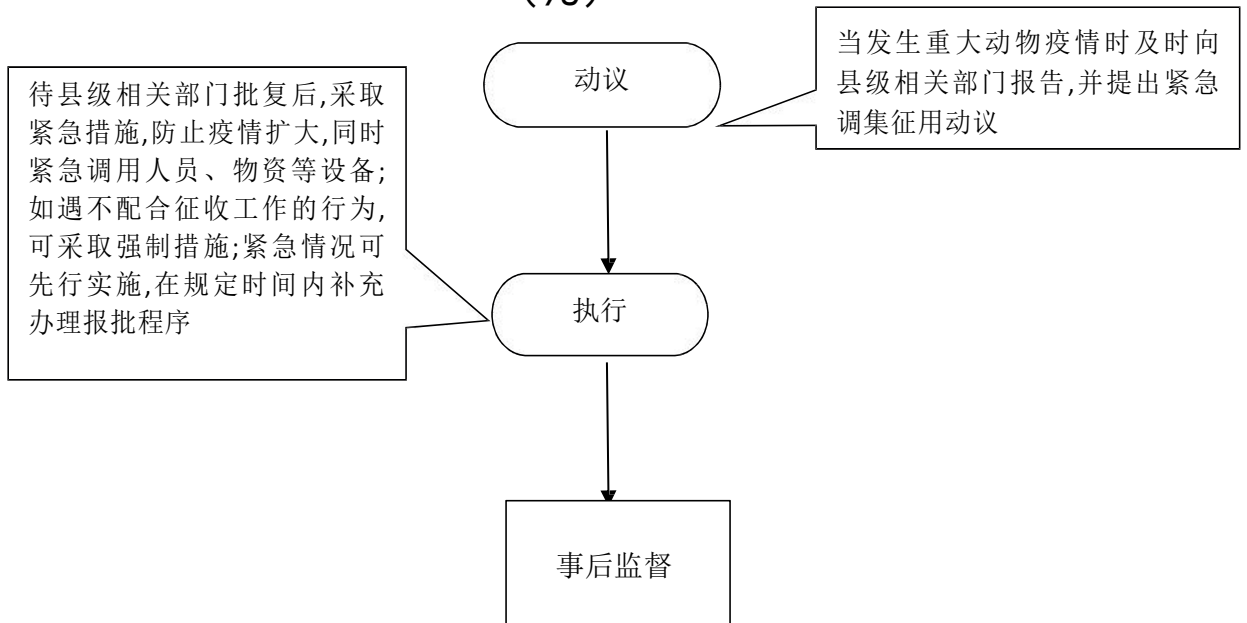 动议
当发生重大动物疫情时及时向
县级相关部门报告,并提出紧急
调集征用动议
待县级相关部门批复后,采取
紧急措施,防止疫情扩大,同时
紧急调用人员、物资等设备;
如遇不配合征收工作的行为,
可采取强制措施;紧急情况可
先行实施,在规定时间内补充
办理报批程序
执行
事后监督